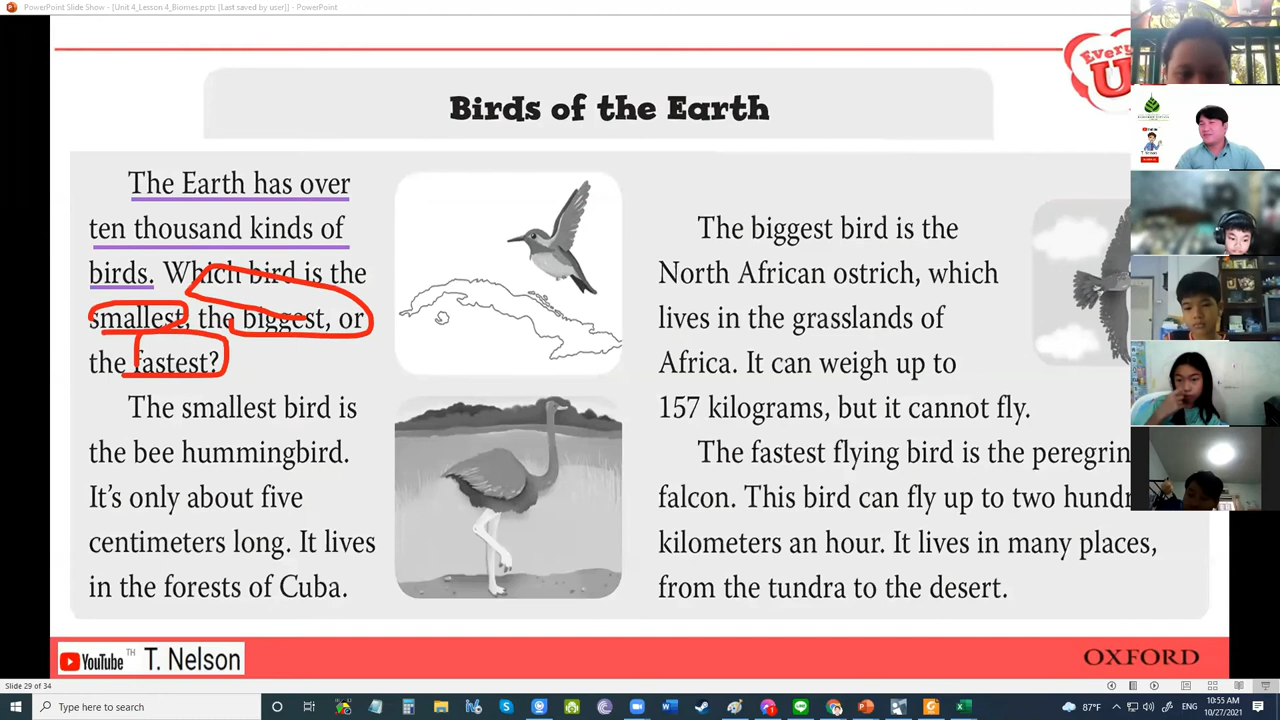 PowerPoint Slide Show - [Unit 4_Lesson 4_Biomes.ppts [Last saved by user]] - PowerPoint
Birds of the Earth
The Earth has over
ten thousand kinds of
birds. Which bird is the
smallest, the biggest, or
the fastest?
The smallest bird is
the bee hummingbird.
It's only about five
centimeters long. It lives
in the forests of Cuba.
The biggest bird is the
North African ostrich, which
lives in the grasslands of
Africa. It can weigh up to
157 kilograms, but it cannot fly.
The fastest flying bird is the peregrin
falcon. This bird can fly up to two hundr
kilometers an hour. It lives in many places,
from the tundra to the desert.
YouTube TH T. Nelson
OXFORD
Slide 29 of 34
Type here to search
87°F
ENG
10:55 AM
10/27/2021